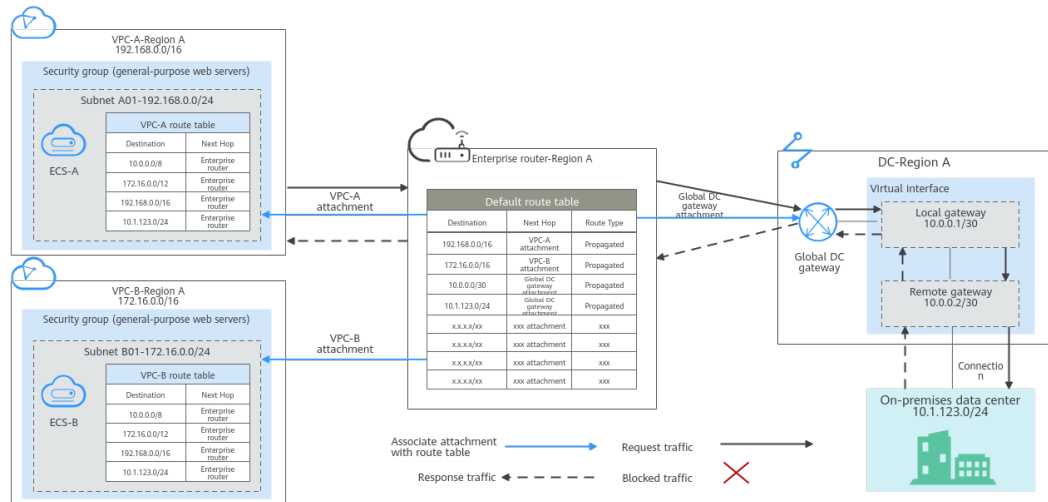 VPC-A-Region A
192.168.0.0/16
Security group (general-purpose web servers)
Subnet A01-192.168.0.0/24
ECS-A
VPC-A route table
Destination
Next Hop
10.0.0.0/8
Enterprise
router
172.16.0.0/12
Enterprise
router
192.168.0.0/16
Enterprise
router
10.1.123.0/24
Enterprise
router
VPC-B-Region A
172.16.0.0/16
Security group (general-purpose web servers)
Subnet B01-172.16.0.0/24
ECS-B
VPC-B route table
Destination
Next Hop
10.0.0.0/8
Enterprise
router
172.16.0.0/12
Enterprise
router
192.168.0.0/16
Enterprise
router
10.1.123.0/24
Enterprise
router
VPC-A
attachment
VPC-B
attachment
Enterprise router-Region A
Default route table
Destination
Next Hop
Route Type
192.168.0.0/16
VPC-A
attachment
Propagated
172.16.0.0/16
VPC-B
attachment
Propagated
10.0.0.0/30
Global DC
gateway
attachment
Propagated
10.1.123.0/24
Global DC
gateway
attachment
Propagated
x.x.x.x/xx
xxx attachment
xxx
x.x.x.x/xx
xxx attachment
xxx
x.x.x.x/xx
xxx attachment
xxx
x.x.x.x/xx
xxx attachment
xxx
Global DC
gateway
attachment
DC-Region A
Virtual interface
Global DC
gateway
Local gateway
10.0.0.1/30
Remote gateway
10.0.0.2/30
Connectio
n
On-premises data center
10.1.123.0/24
Associate attachment
with route table
Request traffic
Response traffic
Blocked traffic